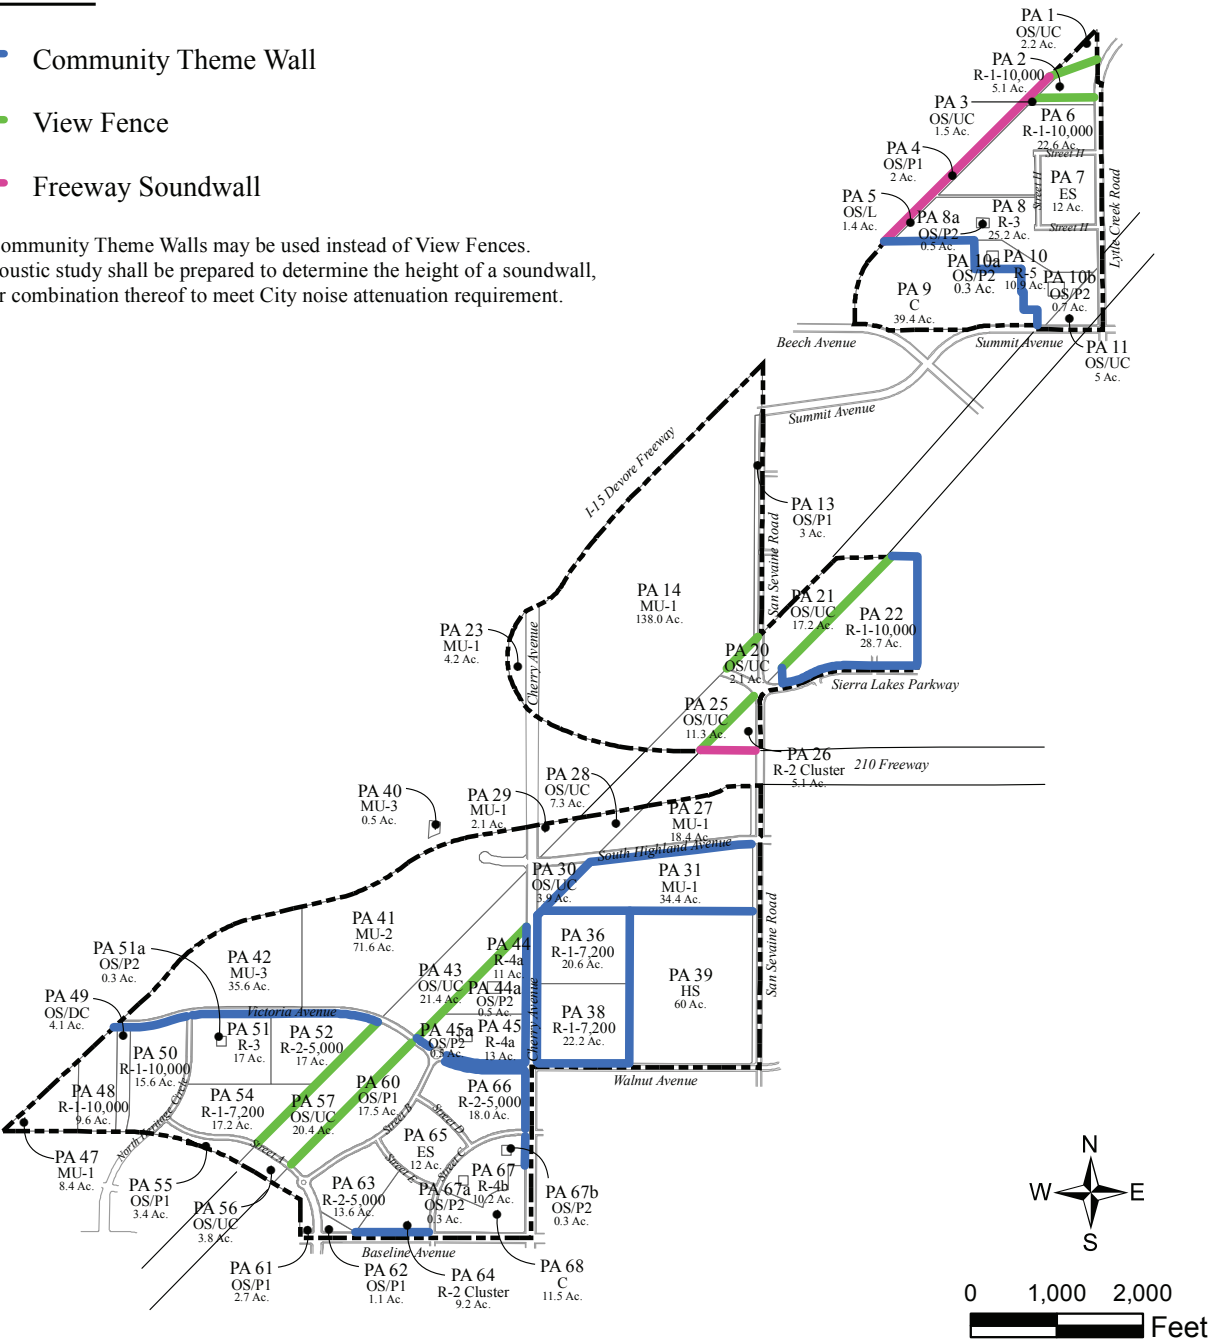 Community Theme Wall
View Fence
Freeway Soundwall
ommunity Theme Walls may be used instead of View Fences.
oustic study shall be prepared to determine the height of a soundwall,
r combination thereof to meet City noise attenuation requirement.
PA 1
OS/UC
2.2 Ac.
PA 2
R-1-10,000
5.1 Ac.
PA 3
OS/UC
1.5 Ac.
PA 6
R-1-10,000
22.6 Ac.
Street H
PA 4
OS/P1
2 Ac.
PA 7
ES
12 Ac.
Street H
Lytle Creek Road
PA 5
OS/L
1.4 Ac.
PA 8
R-3
25.2 Ac.
PA 8a
OS/P2
0.5 Ac.
Street H
PA 10a
OS/P2
0.3 Ac.
PA 10
R-5
10.9 Ac.
PA 10b
OS/P2
0.7 Ac.
PA 9
C
39.4 Ac.
Beech Avenue
Summit Avenue
PA 11
OS/UC
5 Ac.
Summit Avenue
I-15 Devore Freeway
PA 13
OS/P1
3 Ac.
San Sevaine Road
PA 14
MU-1
138.0 Ac.
PA 21
OS/UC
17.2 Ac.
PA 22
R-1-10,000
28.7 Ac.
PA 23
MU-1
4.2 Ac.
Cherry Avenue
PA 20
OS/UC
2.1 Ac.
Sierra Lakes Parkway
PA 25
OS/UC
11.3 Ac.
PA 26
R-2 Cluster
5.1 Ac.
210 Freeway
PA 28
OS/UC
7.3 Ac.
PA 40
MU-3
0.5 Ac.
PA 29
MU-1
2.1 Ac.
PA 27
MU-1
18.4 Ac.
South Highland Avenue
PA 30
OS/UC
3.9 Ac.
PA 31
MU-1
34.4 Ac.
San Sevaine Road
PA 41
MU-2
71.6 Ac.
PA 36
R-1-7,200
20.6 Ac.
PA 44
R-4a
11 Ac.
PA 51a
OS/P2
0.3 Ac.
PA 42
MU-3
35.6 Ac.
PA 43
OS/UC
21.4 Ac.
PA 39
HS
60 Ac.
PA 44a
OS/P2
0.5 Ac.
Cherry Avenue
PA 49
OS/DC
4.1 Ac.
Victoria Avenue
PA 38
R-1-7,200
22.2 Ac.
PA 51
R-3
17 Ac.
PA 52
R-2-5,000
17 Ac.
PA 45a
OS/P2
0.5 Ac.
PA 45
R-4a
13 Ac.
PA 50
R-1-10,000
15.6 Ac.
Walnut Avenue
PA 48
R-1-10,000
9.6 Ac.
PA 54
R-1-7,200
17.2 Ac.
PA 57
OS/UC
20.4 Ac.
PA 60
OS/P1
17.5 Ac.
PA 66
R-2-5,000
18.0 Ac.
North Heritage Circle
Street A
Street B
Street D
PA 65
ES
12 Ac.
Street E
Street C
PA 47
MU-1
8.4 Ac.
PA 55
OS/P1
3.4 Ac.
PA 56
OS/UC
3.8 Ac.
PA 63
R-2-5,000
13.6 Ac.
PA 67a
OS/P2
0.3 Ac.
PA 67
R-4b
10.2 Ac.
PA 67b
OS/P2
0.3 Ac.
Baseline Avenue
PA 61
OS/P1
2.7 Ac.
PA 62
OS/P1
1.1 Ac.
PA 64
R-2 Cluster
9.2 Ac.
PA 68
C
11.5 Ac.
N
W
E
S
0 1,000 2,000
Feet